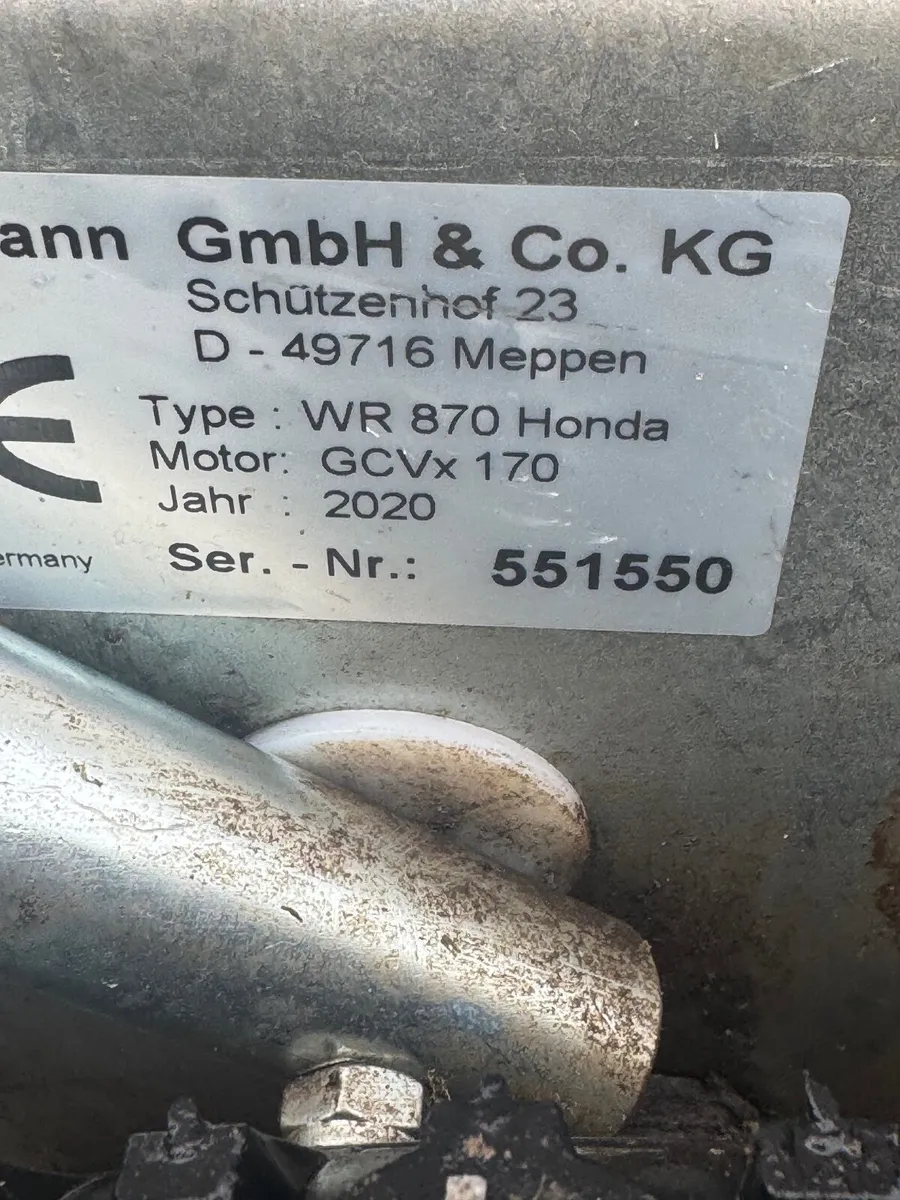 ann GmbH & Co. KG
Schützenhof 23
D - 49716 Meppen
Type : WR 870 Honda
Motor: GCVx 170
Jahr : 2020
ermany Ser. - Nr.: 551550